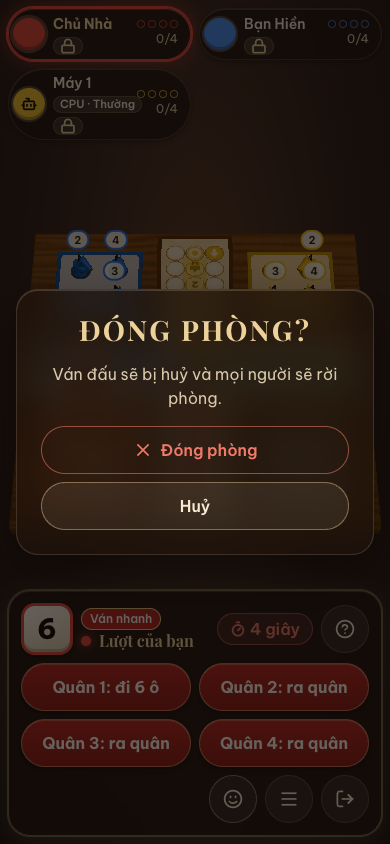 Chủ Nhà
0/4
Bạn Hiền
0/4
Máy 1
CPU · Thường
0/4
2
4
2
3
3
4
ĐÓNG PHÒNG?
Ván đấu sẽ bị huỷ và mọi người sẽ rời
phòng.
Đóng phòng
Huỷ
6
Ván nhanh
Lượt của bạn
4 giây
Quân 1: đi 6 ô
Quân 2: ra quân
Quân 3: ra quân
Quân 4: ra quân